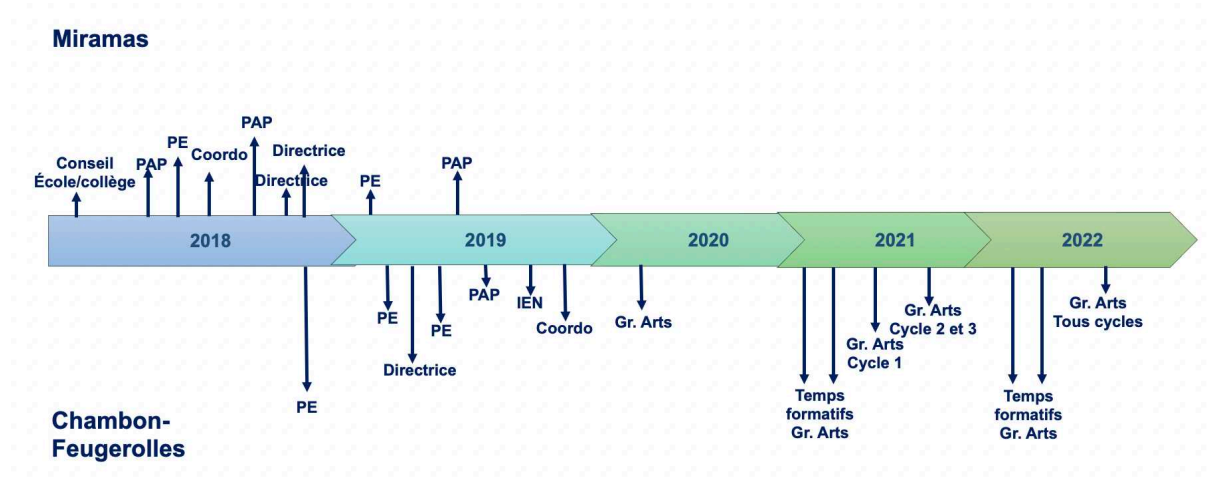 Miramas
PAP
PE
Coordo
Directrice
Conseil
École/collège
PAP
Directrice
PE
PAP
2018
2019
2020
2021
2022
PE
Directrice
PE
PAP
IEN
Coordo
Gr. Arts
Gr. Arts
Cycle 1
Gr. Arts
Cycle 2 et 3
Gr. Arts
Tous cycles
PE
Temps
formatifs
Gr. Arts
Temps
formatifs
Gr. Arts
Chambon-
Feugerolles